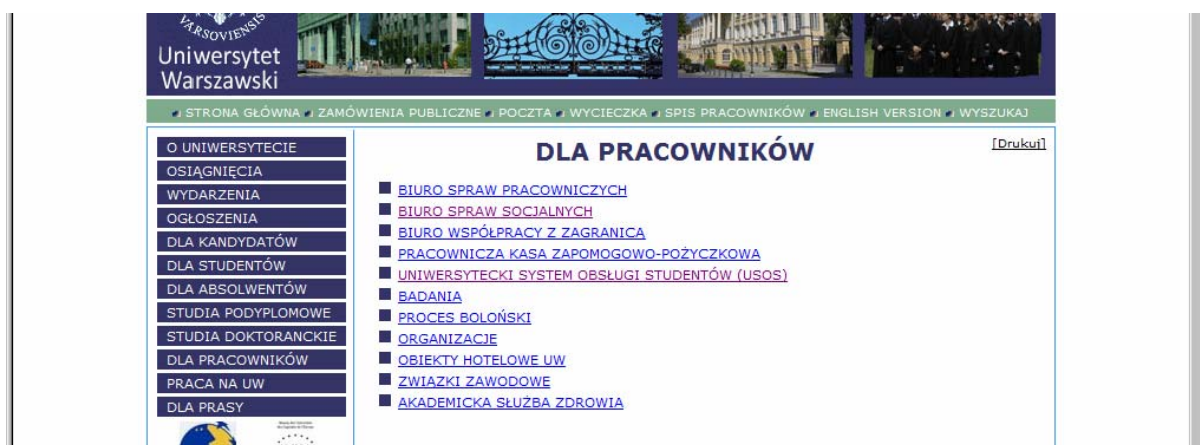 VARSOVIENSIS
Uniwersytet
Warszawski
STRONA GŁÓWNA ZAMÓWIENIA PUBLICZNE POCZTA WYCIECZKA SPIS PRACOWNIKÓW ENGLISH VERSION WYSZUKAJ
O UNIWERSYTECIE
OSIĄGNIĘCIA
WYDARZENIA
OGŁOSZENIA
DLA KANDYDATÓW
DLA STUDENTÓW
DLA ABSOLWENTÓW
STUDIA PODYPLOMOWE
STUDIA DOKTORANCKIE
DLA PRACOWNIKÓW
PRACA NA UW
DLA PRASY
DLA PRACOWNIKÓW
[Drukuj]
BIURO SPRAW PRACOWNICZYCH
BIURO SPRAW SOCJALNYCH
BIURO WSPÓŁPRACY Z ZAGRANICĄ
PRACOWNICZA KASA ZAPOMOGOWO-POŻYCZKOWA
UNIWERSYTECKI SYSTEM OBSŁUGI STUDENTÓW (USOS)
BADANIA
PROCES BOLOŃSKI
ORGANIZACJE
OBIEKTY HOTELOWE UW
ZWIĄZKI ZAWODOWE
AKADEMICKA SŁUŻBA ZDROWIA